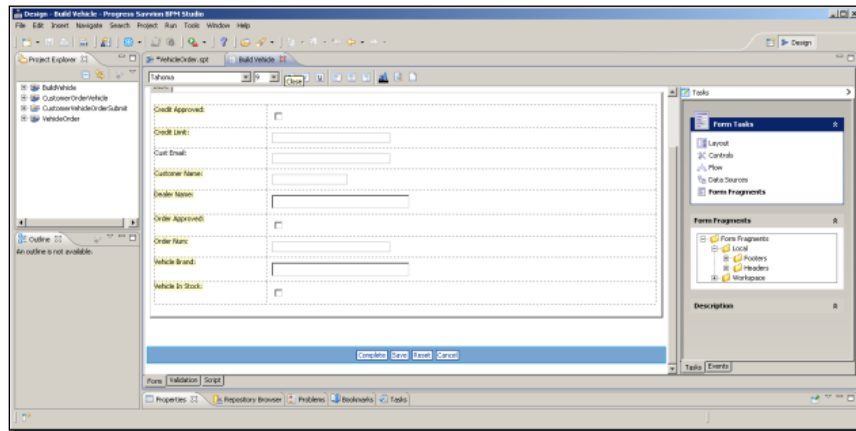 Design - Build Vehicle - Progress Savvion BPM Studio
File Edit Insert Navigate Search Project Run Tools Window Help
Design
Project Explorer
*VehicleOrder.spt
Build Vehicle
Tahoma
9
Close
BuildVehicle
CustomerOrderVehicle
CustomerVehicleOrderSubmit
VehicleOrder
Outline
An outline is not available.
Credit Approved:
Credit Limit:
Cust Email:
Customer Name:
Dealer Name:
Order Approved:
Order Num:
Vehicle Brand:
Vehicle In Stock:
Complete Save Reset Cancel
Form Validation Script
Tasks
Form Tasks
Layout
Controls
Flow
Data Sources
Form Fragments
Form Fragments
Form Fragments
Local
Footers
Headers
Workspace
Description
Tasks Events
Properties Repository Browser Problems Bookmarks Tasks